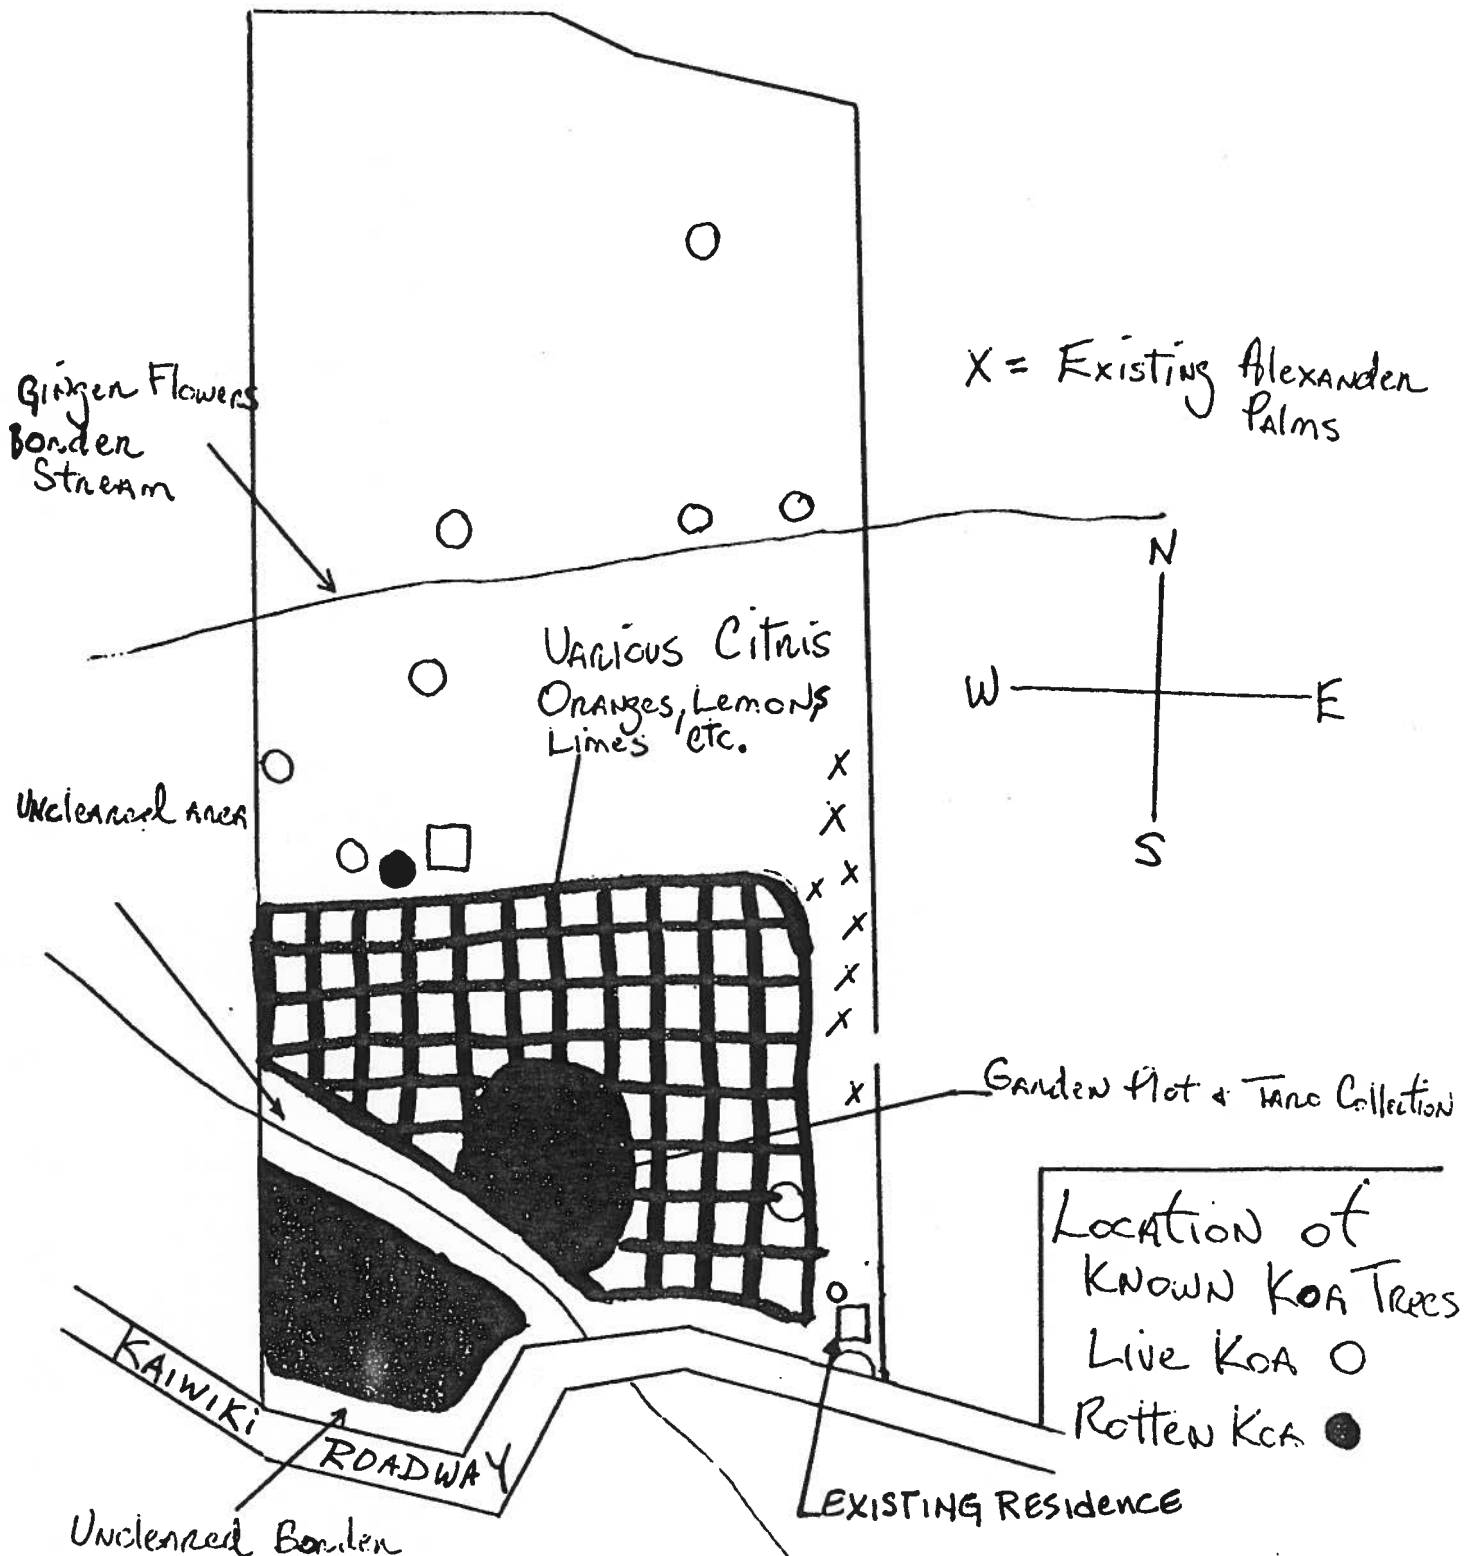 Ginger Flowers
Border
Stream
X = Existing Alexander
Palms
N
W
E
S
Various Citris
Oranges, Lemons
Limes etc.
Uncleared area
X
X
X
X
X
X
X
X
Garden Plot & Taro Collection
Location of
Known Koa Trees
Live Koa O
Rotten Koa ●
KAIWIKI
ROADWAY
EXISTING RESIDENCE
Uncleared Border